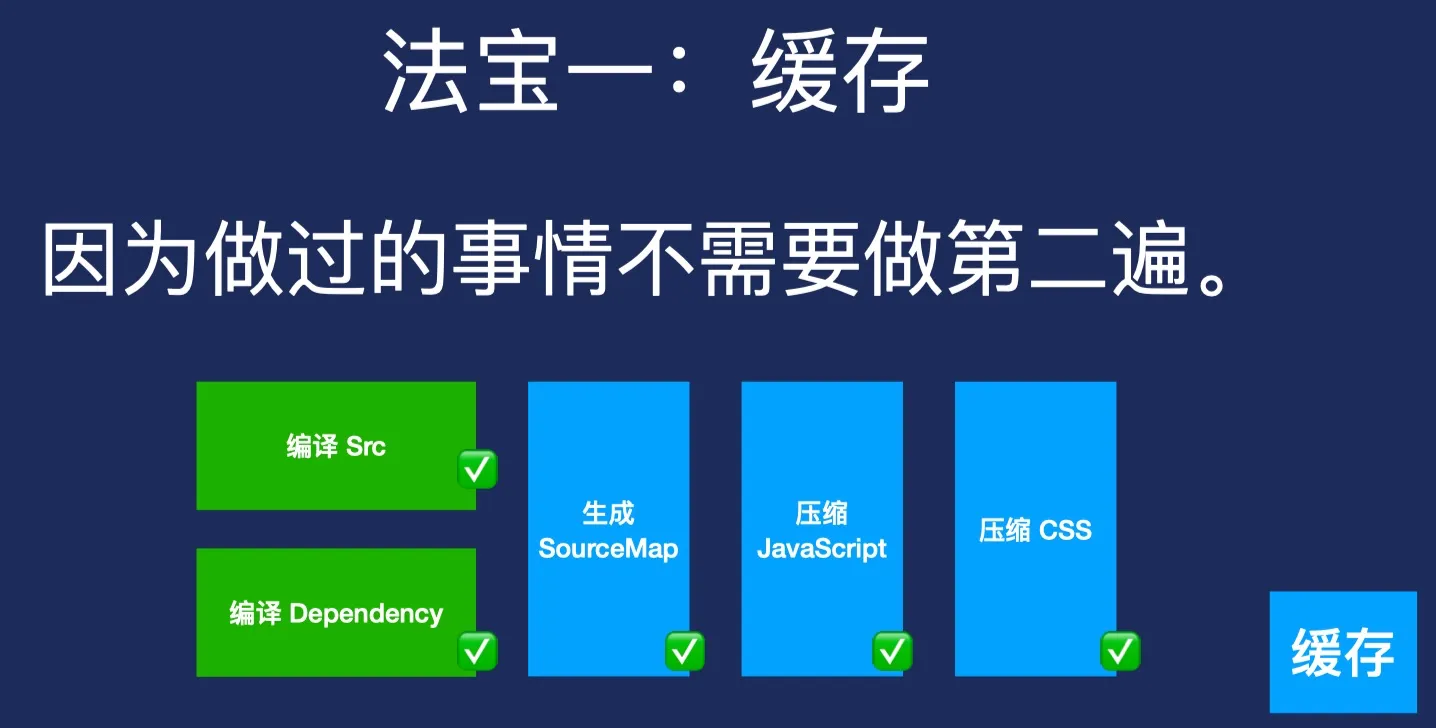 法宝一：缓存
因为做过的事情不需要做第二遍。
编译 Src
编译 Dependency
生成
SourceMap
压缩
JavaScript
压缩 CSS
缓存